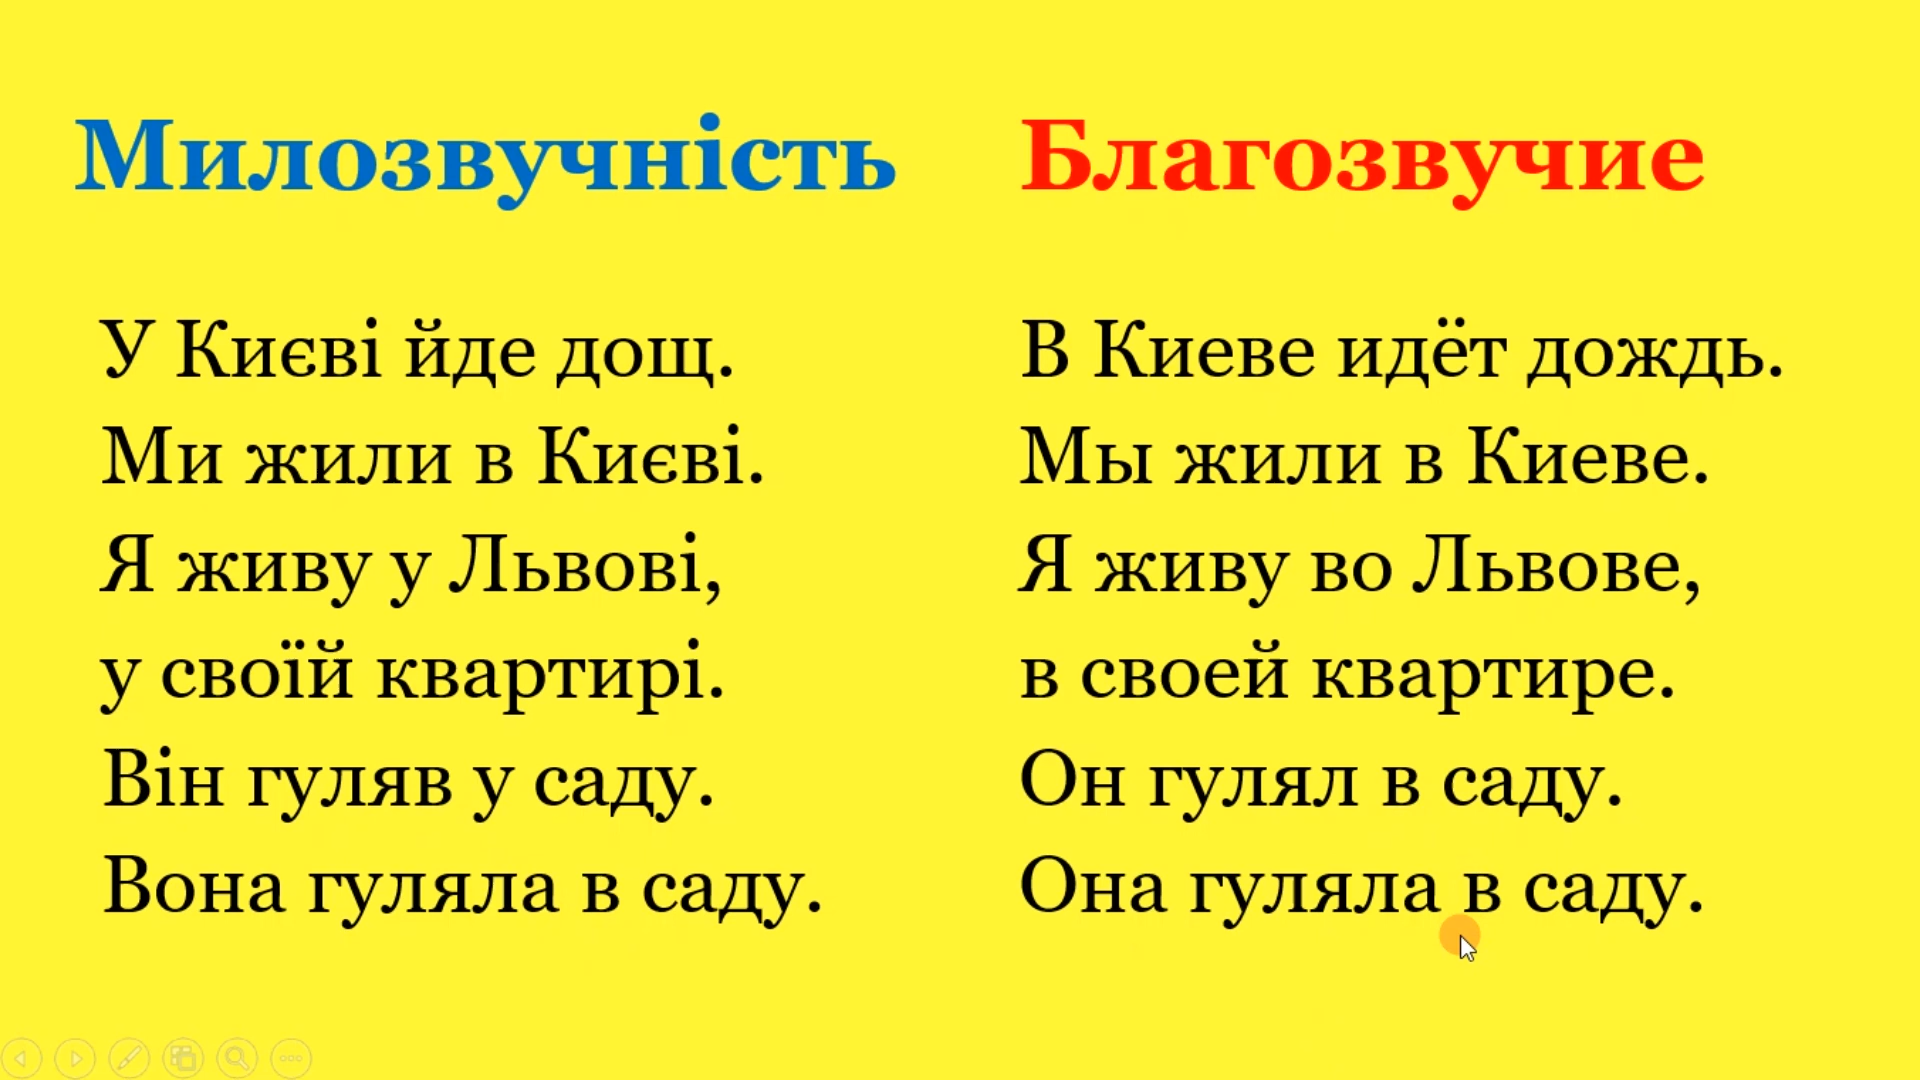 Милозвучність
У Києві йде дощ.
Ми жили в Києві.
Я живу у Львові,
у своїй квартирі.
Він гуляв у саду.
Вона гуляла в саду.
Благозвучие
В Киеве идёт дождь.
Мы жили в Киеве.
Я живу во Львове,
в своей квартире.
Он гулял в саду.
Она гуляла в саду.